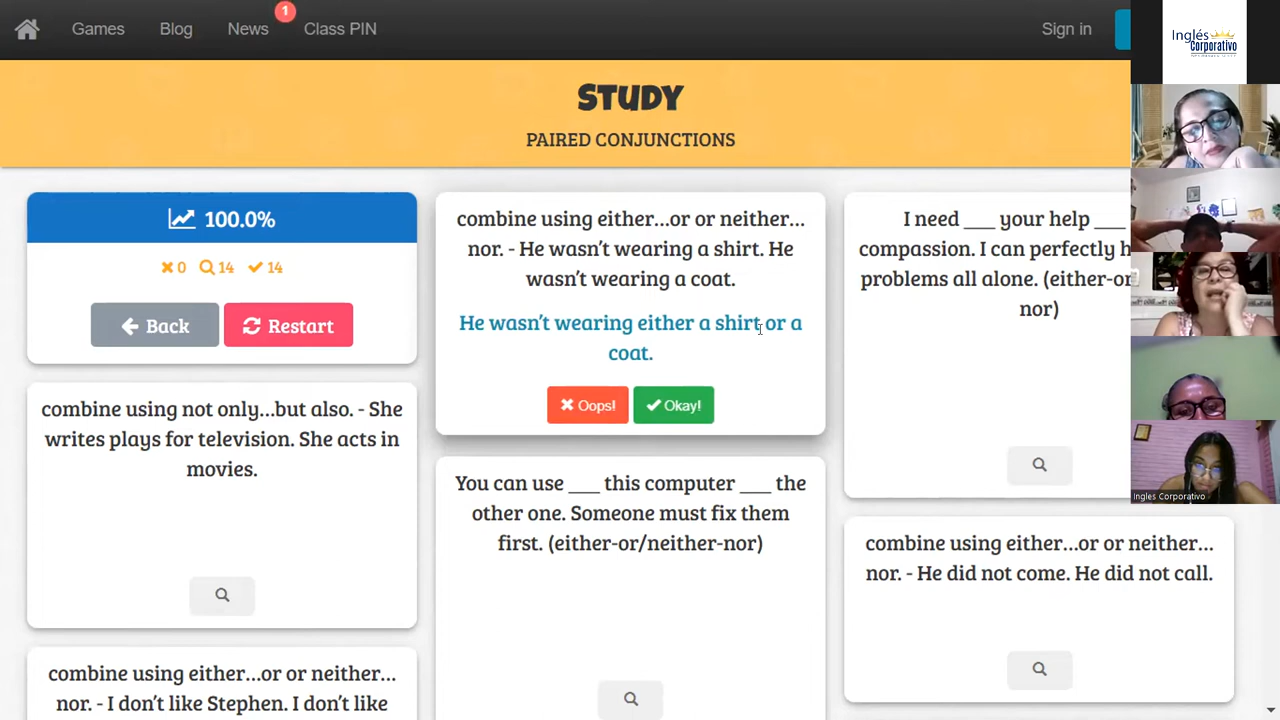 Games Blog News 1 Class PIN Sign in
Inglés
Corporativo
STUDY
PAIRED CONJUNCTIONS
100.0%
0 14 14
Back Restart
combine using not only...but also. - She
writes plays for television. She acts in
movies.
combine using either...or or neither...
nor. - I don't like Stephen. I don't like
combine using either...or or neither...
nor. - He wasn't wearing a shirt. He
wasn't wearing a coat.
He wasn't wearing either a shirt or a
coat.
Oops! Okay!
You can use ___ this computer ___ the
other one. Someone must fix them
first. (either-or/neither-nor)
I need ___ your help ___
compassion. I can perfectly h
problems all alone. (either-or
nor)
combine using either...or or neither...
nor. - He did not come. He did not call.
Ingles Corporativo